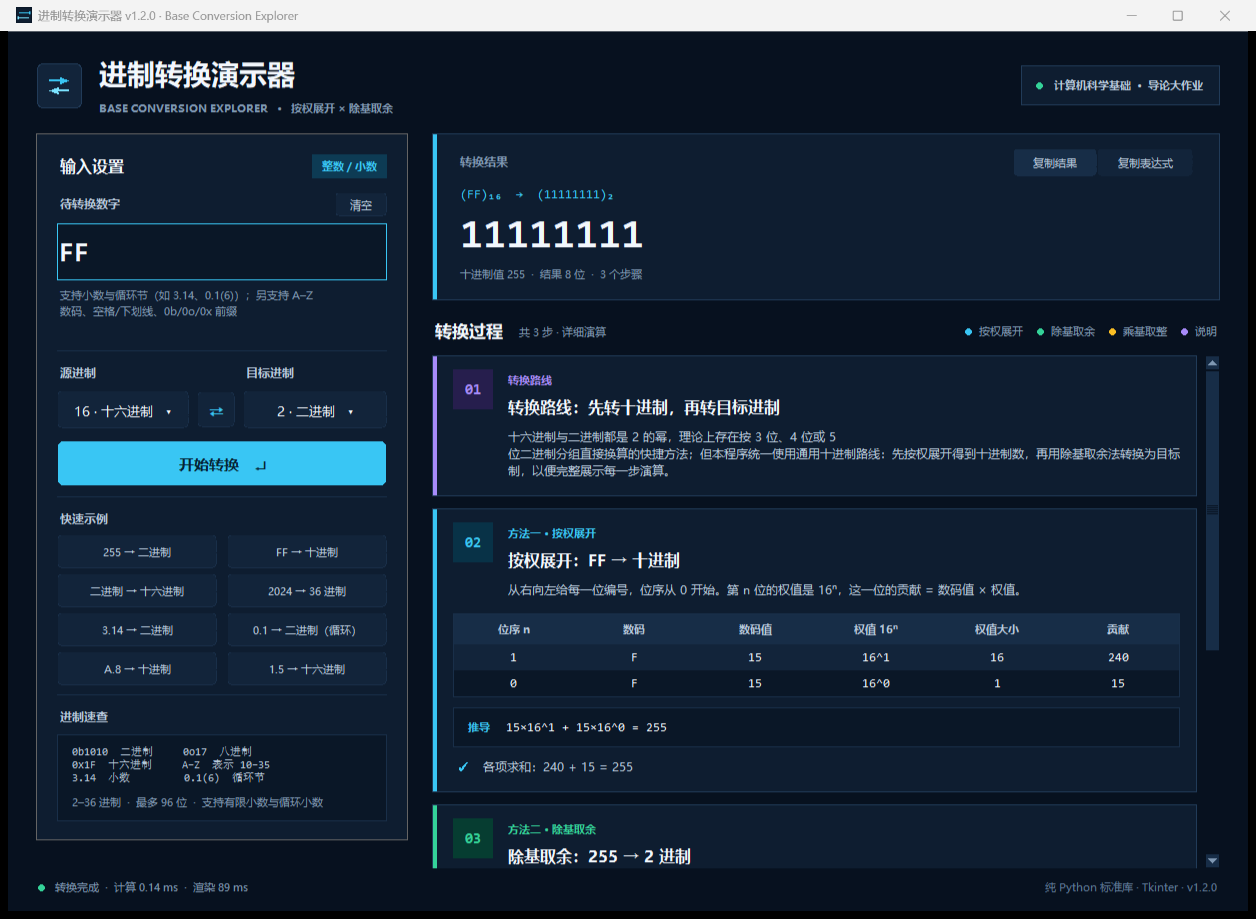 进制转换演示器 v1.2.0 · Base Conversion Explorer
进制转换演示器
BASE CONVERSION EXPLORER • 按权展开 × 除基取余
计算机科学基础 • 导论大作业
输入设置
整数 / 小数
待转换数字
清空
FF
支持小数与循环节（如 3.14、0.1(6)）；另支持 A–Z
数码、空格/下划线、0b/0o/0x 前缀
源进制
目标进制
16 · 十六进制 ▾
⇄
2 · 二进制 ▾
开始转换 ↵
快速示例
255 → 二进制
FF → 十进制
二进制 → 十六进制
2024 → 36 进制
3.14 → 二进制
0.1 → 二进制（循环）
A.8 → 十进制
1.5 → 十六进制
进制速查
0b1010 二进制 0o17 八进制
0x1F 十六进制 A-Z 表示 10-35
3.14 小数 0.1(6) 循环节
2–36 进制 · 最多 96 位 · 支持有限小数与循环小数
转换结果
复制结果
复制表达式
(FF)₁₆ → (11111111)₂
11111111
十进制值 255 · 结果 8 位 · 3 个步骤
转换过程
共 3 步 · 详细演算
按权展开
除基取余
乘基取整
说明
01
转换路线
转换路线：先转十进制，再转目标进制
十六进制与二进制都是 2 的幂，理论上存在按 3 位、4 位或 5
位二进制分组直接换算的快捷方法；但本程序统一使用通用十进制路线：先按权展开得到十进制数，再用除基取余法转换为目标
制，以便完整展示每一步演算。
02
方法一 • 按权展开
按权展开：FF → 十进制
从右向左给每一位编号，位序从 0 开始。第 n 位的权值是 16ⁿ，这一位的贡献 = 数码值 × 权值。
位序 n 数码 数码值 权值 16ⁿ 权值大小 贡献
1 F 15 16^1 16 240
0 F 15 16^0 1 15
推导 15×16^1 + 15×16^0 = 255
✓ 各项求和：240 + 15 = 255
03
方法二 • 除基取余
除基取余：255 → 2 进制
转换完成 · 计算 0.14 ms · 渲染 89 ms
纯 Python 标准库 · Tkinter · v1.2.0